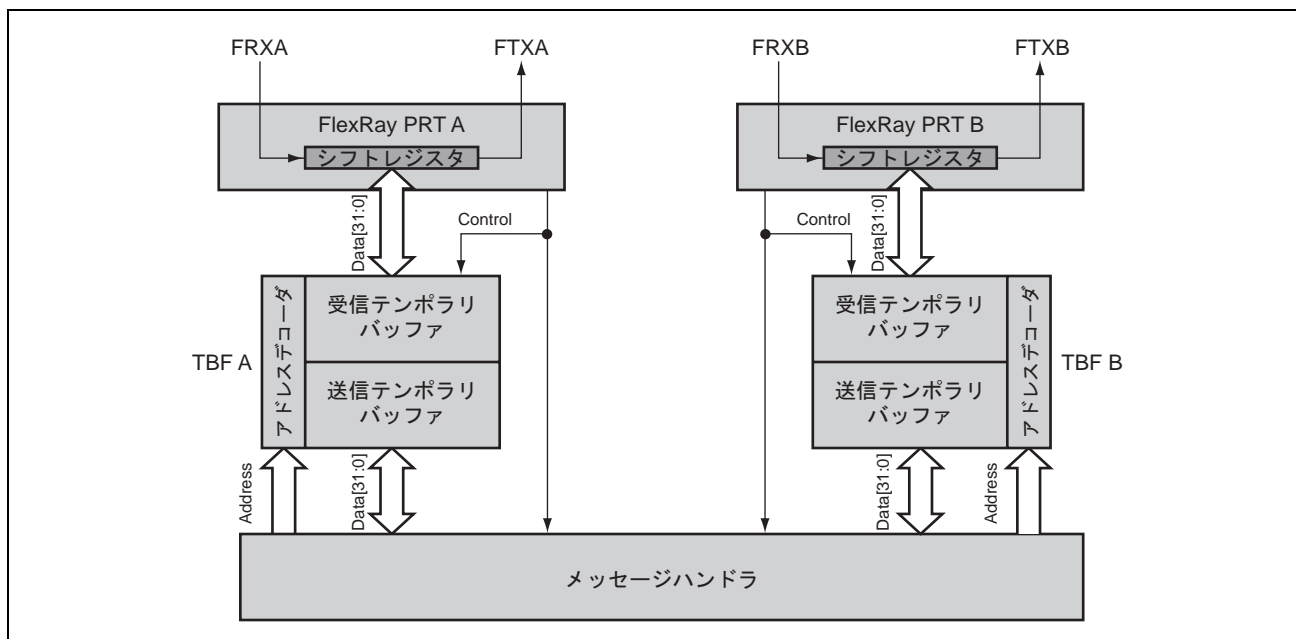 FRXA
FTXA
FRXB
FTXB
FlexRay PRT A
シフトレジスタ
FlexRay PRT B
シフトレジスタ
Data[31:0]
Control
Control
Data[31:0]
TBF A
アドレスデコーダ
受信テンポラリ
バッファ
送信テンポラリ
バッファ
受信テンポラリ
バッファ
送信テンポラリ
バッファ
アドレスデコーダ
TBF B
Address
Data[31:0]
Data[31:0]
Address
メッセージハンドラ